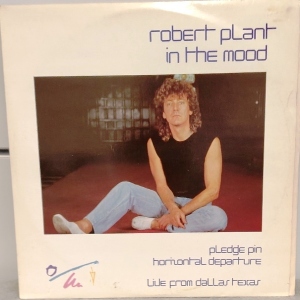 robert plant
in the mood
pledge pin
horizontal departure
live from dallas texas